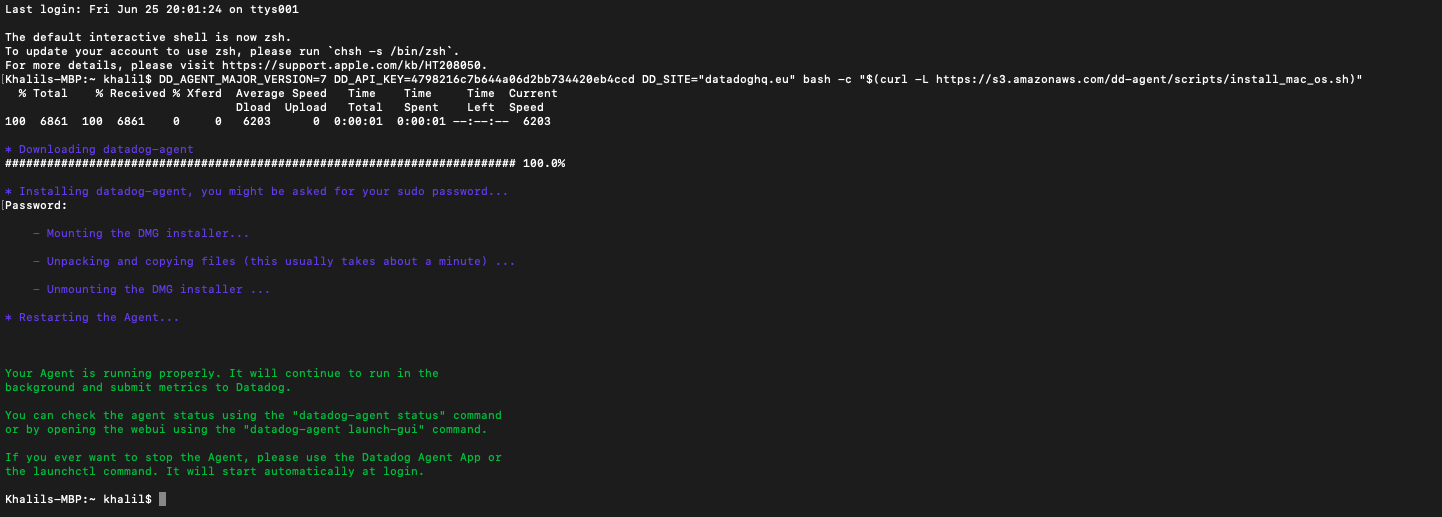 Last login: Fri Jun 25 20:01:24 on ttys001
The default interactive shell is now zsh.
To update your account to use zsh, please run `chsh -s /bin/zsh`.
For more details, please visit https://support.apple.com/kb/HT208050.
[Khalils-MBP:~ khalil$ DD_AGENT_MAJOR_VERSION=7 DD_API_KEY=4798216c7b644a06d2bb734420eb4ccd DD_SITE="datadoghq.eu" bash -c "$(curl -L https://s3.amazonaws.com/dd-agent/scripts/install_mac_os.sh)"
  % Total    % Received % Xferd  Average Speed   Time    Time     Time  Current
                                 Dload  Upload   Total   Spent    Left  Speed
100  6861  100  6861    0     0   6203      0  0:00:01  0:00:01 --:--:--  6203
* Downloading datadog-agent
######################################################################### 100.0%
* Installing datadog-agent, you might be asked for your sudo password...
[Password:
    - Mounting the DMG installer...
    - Unpacking and copying files (this usually takes about a minute) ...
    - Unmounting the DMG installer ...
* Restarting the Agent...
Your Agent is running properly. It will continue to run in the
background and submit metrics to Datadog.
You can check the agent status using the "datadog-agent status" command
or by opening the webui using the "datadog-agent launch-gui" command.
If you ever want to stop the Agent, please use the Datadog Agent App or
the launchctl command. It will start automatically at login.
Khalils-MBP:~ khalil$